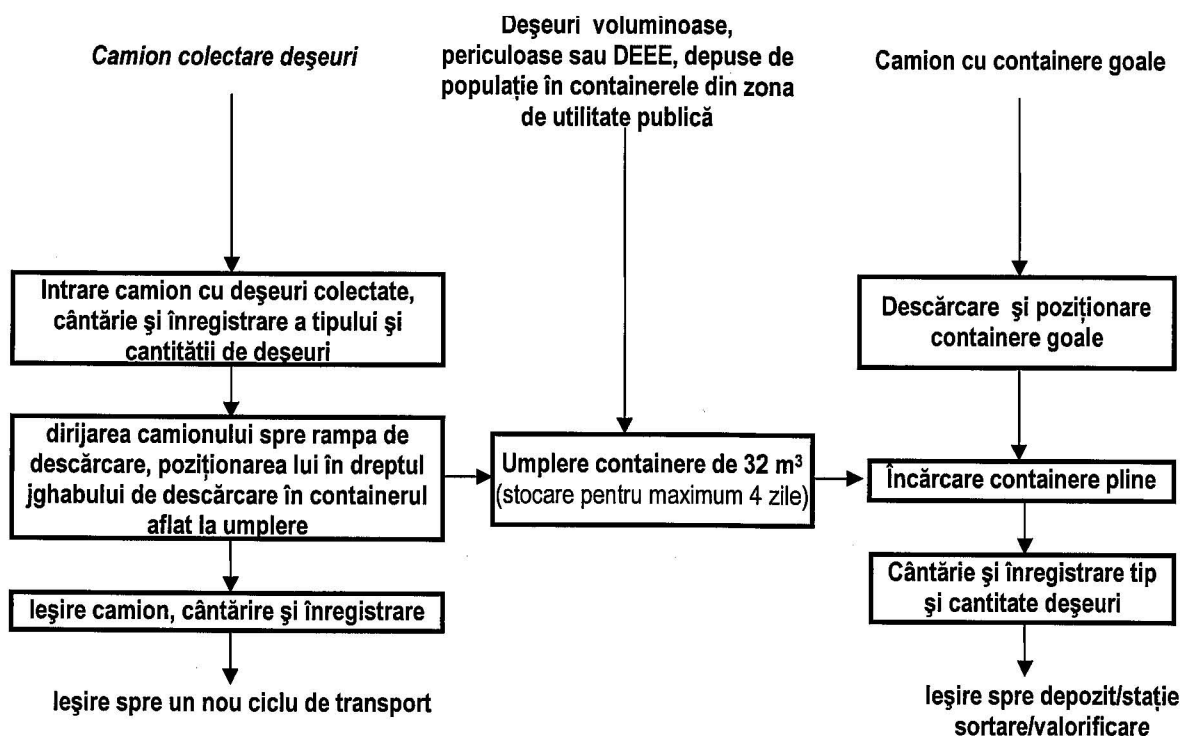 Camion colectare deşeuri
Deşeuri voluminoase,
periculoase sau DEEE, depuse de
populaţie în containerele din zona
de utilitate publică
Camion cu containere goale
Intrare camion cu deşeuri colectate,
cântărie şi înregistrare a tipului şi
cantităţii de deşeuri
Descărcare şi poziţionare
containere goale
dirijarea camionului spre rampa de
descărcare, poziţionarea lui în dreptul
jghabului de descărcare în containerul
aflat la umplere
Umplere containere de 32 m³
(stocare pentru maximum 4 zile)
Încărcare containere pline
Ieşire camion, cântărire şi înregistrare
Cântărie şi înregistrare tip
şi cantitate deşeuri
Ieşire spre un nou ciclu de transport
Ieşire spre depozit/staţie
sortare/valorificare